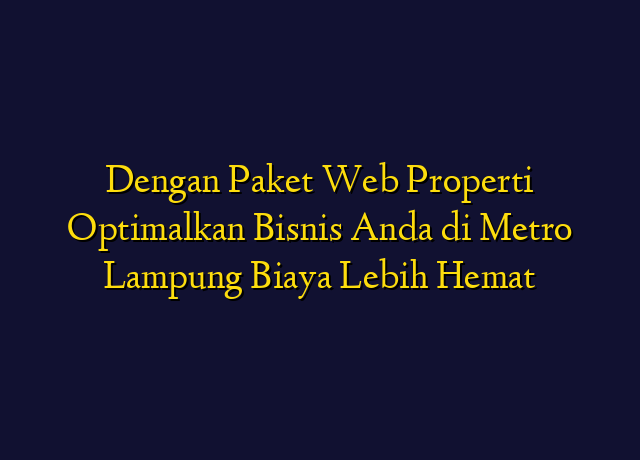 Dengan Paket Web Properti
Optimalkan Bisnis Anda di Metro
Lampung Biaya Lebih Hemat